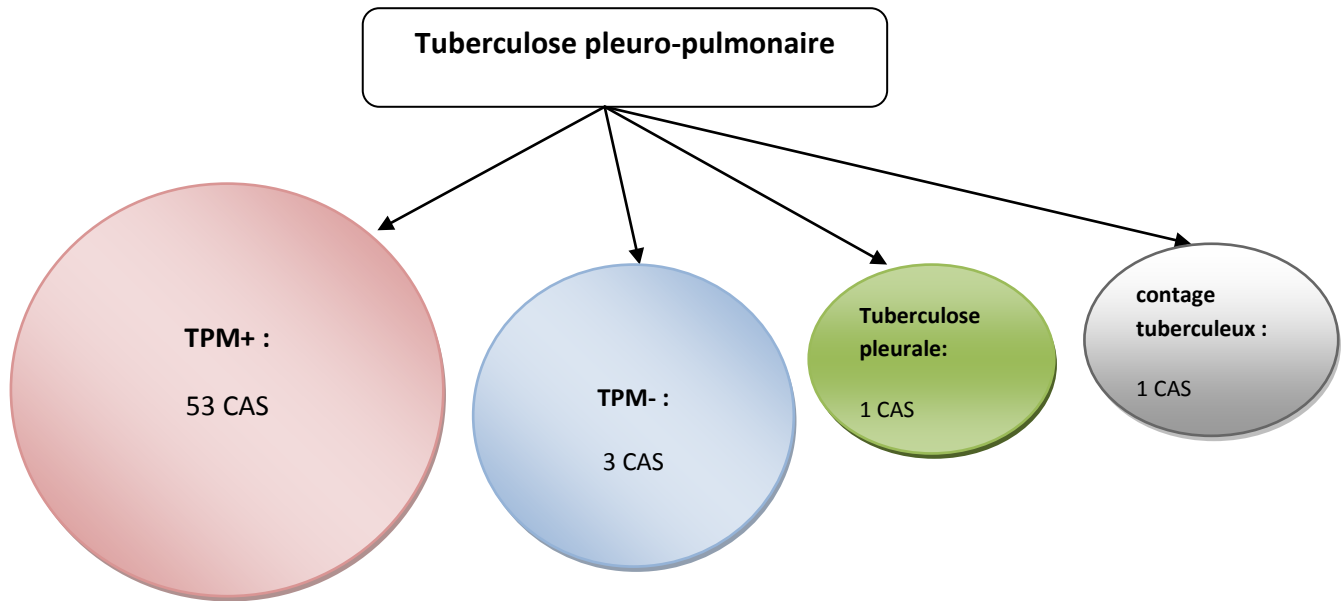 Tuberculose pleuro-pulmonaire
TPM+ :
53 CAS
TPM- :
3 CAS
Tuberculose
pleurale:
1 CAS
contage
tuberculeux :
1 CAS